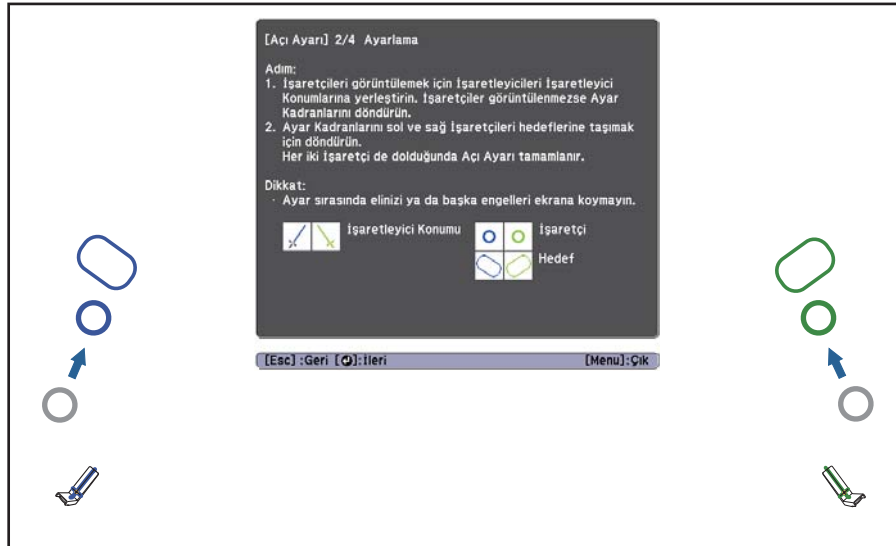 [Açı Ayarı] 2/4 Ayarlama
Adım:
1. İşaretçileri görüntülemek için İşaretleyicileri İşaretleyici
Konumlarına yerleştirin. İşaretçiler görüntülenmezse Ayar
Kadranlarını döndürün.
2. Ayar Kadranlarını sol ve sağ İşaretçileri hedeflerine taşımak
için döndürün.
Her iki İşaretçi de dolduğunda Açı Ayarı tamamlanır.
Dikkat:
· Ayar sırasında elinizi ya da başka engelleri ekrana koymayın.
İşaretleyici Konumu
İşaretçi
Hedef
[Esc] :Geri [⏎]:İleri [Menu]:Çık